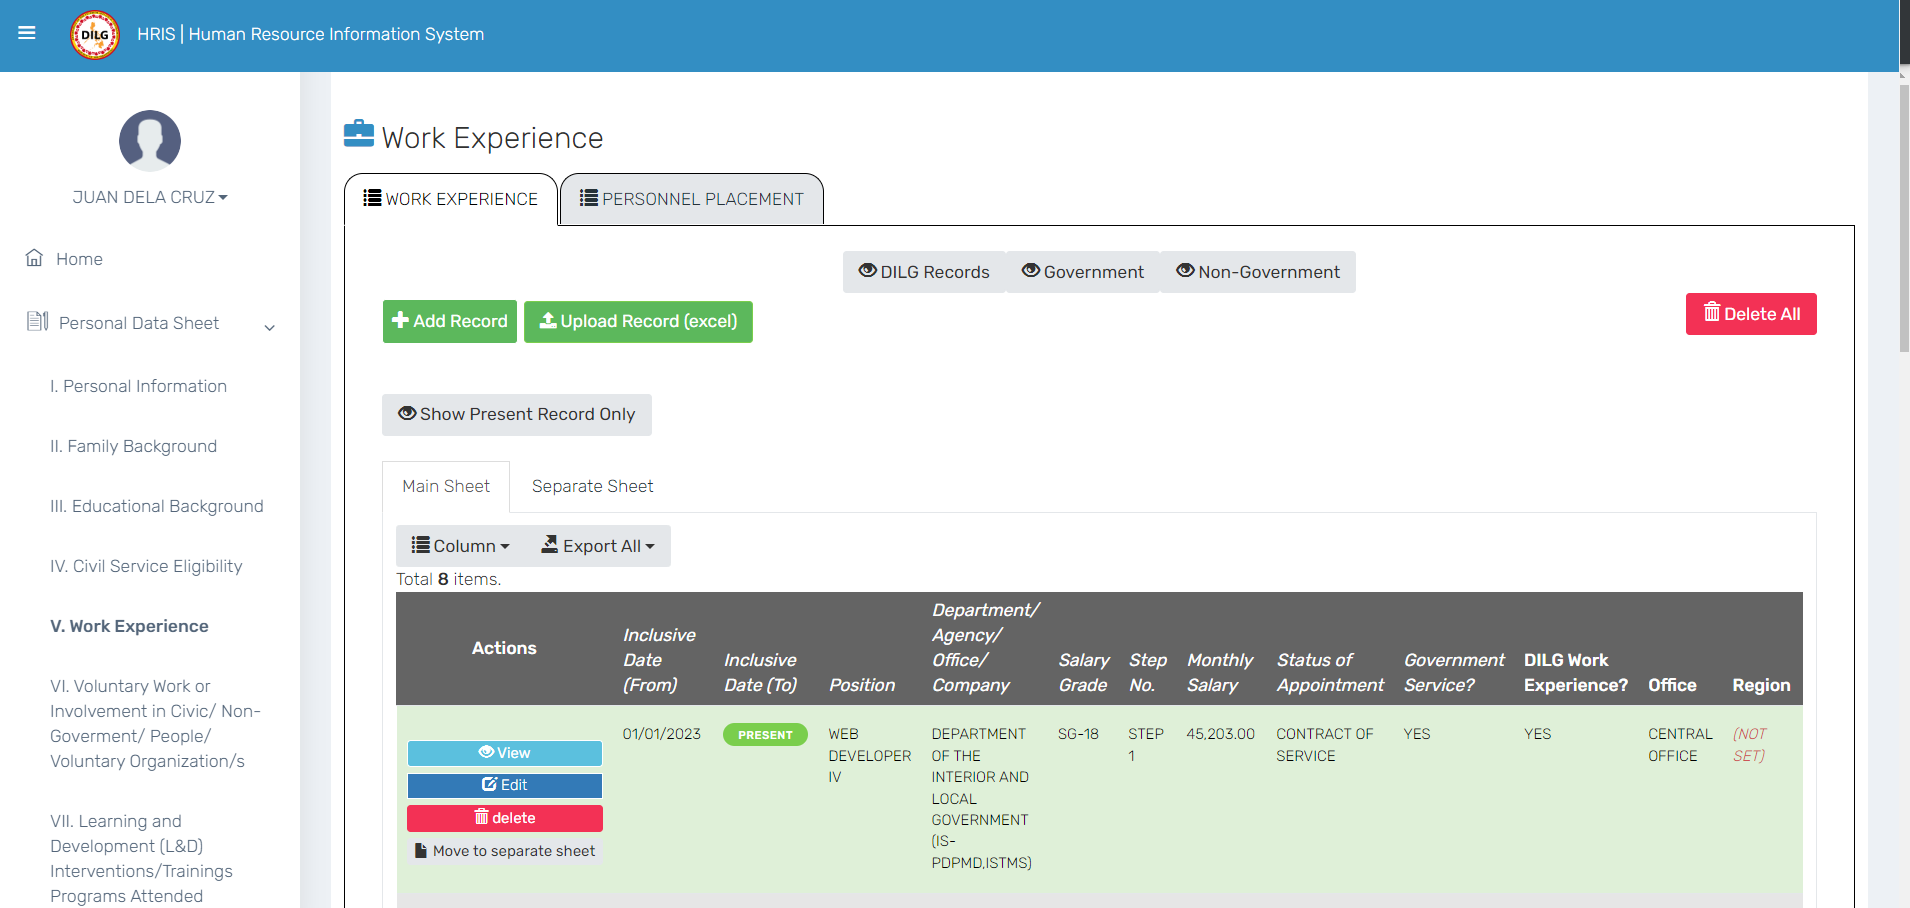 DILG
HRIS | Human Resource Information System
JUAN DELA CRUZ
Home
Personal Data Sheet
I. Personal Information
II. Family Background
III. Educational Background
IV. Civil Service Eligibility
V. Work Experience
VI. Voluntary Work or
Involvement in Civic/ Non-
Goverment/ People/
Voluntary Organization/s
VII. Learning and
Development (L&D)
Interventions/Trainings
Programs Attended
Work Experience
WORK EXPERIENCE
PERSONNEL PLACEMENT
DILG Records
Government
Non-Government
Add Record
Upload Record (excel)
Delete All
Show Present Record Only
Main Sheet
Separate Sheet
Column
Export All
Total 8 items.
Actions
Inclusive
Date
(From)
Inclusive
Date (To)
Position
Department/
Agency/
Office/
Company
Salary
Grade
Step
No.
Monthly
Salary
Status of
Appointment
Government
Service?
DILG Work
Experience?
Office
Region
View
Edit
delete
Move to separate sheet
01/01/2023
PRESENT
WEB
DEVELOPER
IV
DEPARTMENT
OF THE
INTERIOR AND
LOCAL
GOVERNMENT
(IS-
PDPMD,ISTMS)
SG-18
STEP
1
45,203.00
CONTRACT OF
SERVICE
YES
YES
CENTRAL
OFFICE
(NOT
SET)